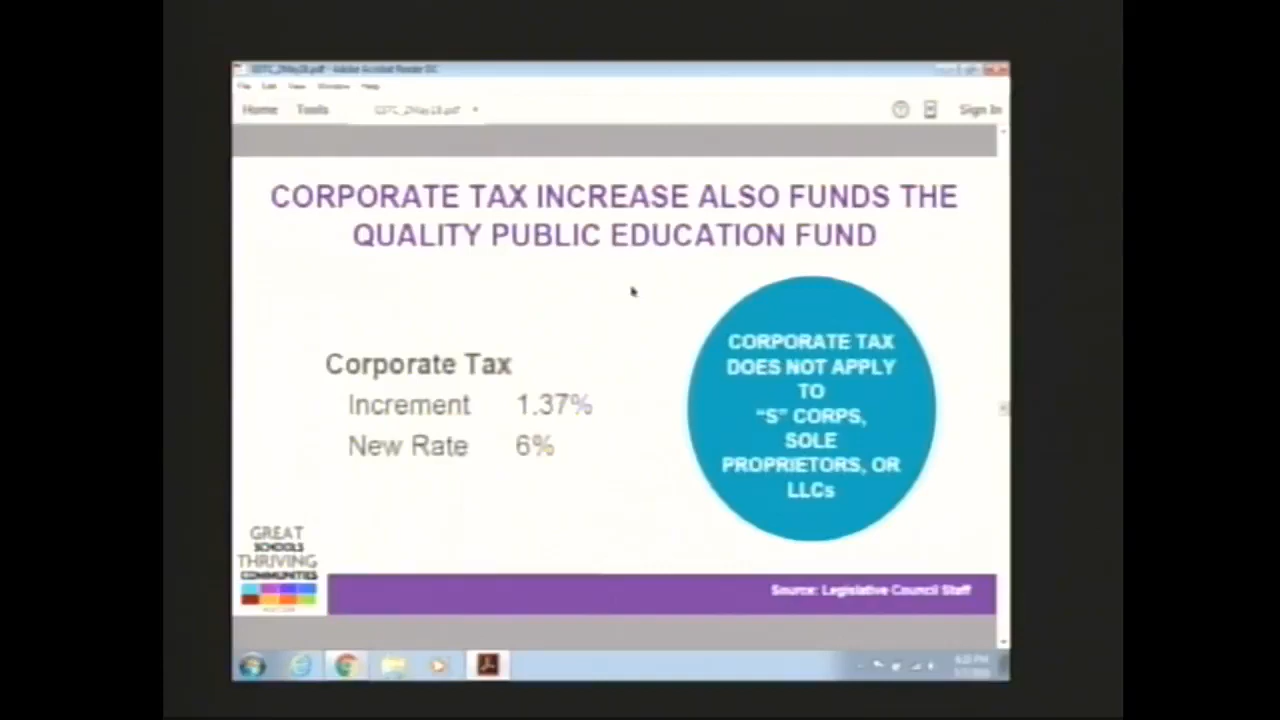 Home Tools
Sign In
CORPORATE TAX INCREASE ALSO FUNDS THE
QUALITY PUBLIC EDUCATION FUND
Corporate Tax
Increment 1.37%
New Rate 6%
CORPORATE TAX
DOES NOT APPLY
TO
“S” CORPS,
SOLE
PROPRIETORS, OR
LLCs
GREAT
SCHOOLS
THRIVING
COMMUNITIES
Source: Legislative Council Staff